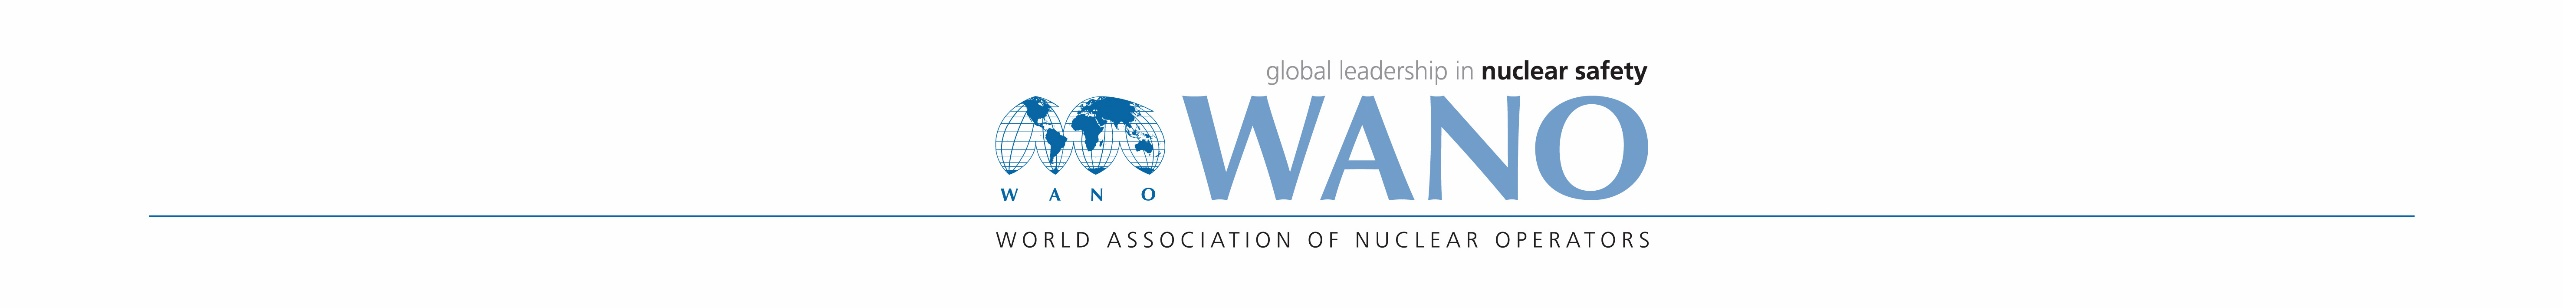 global leadership in nuclear safety
WANO
W A N O
WORLD ASSOCIATION OF NUCLEAR OPERATORS